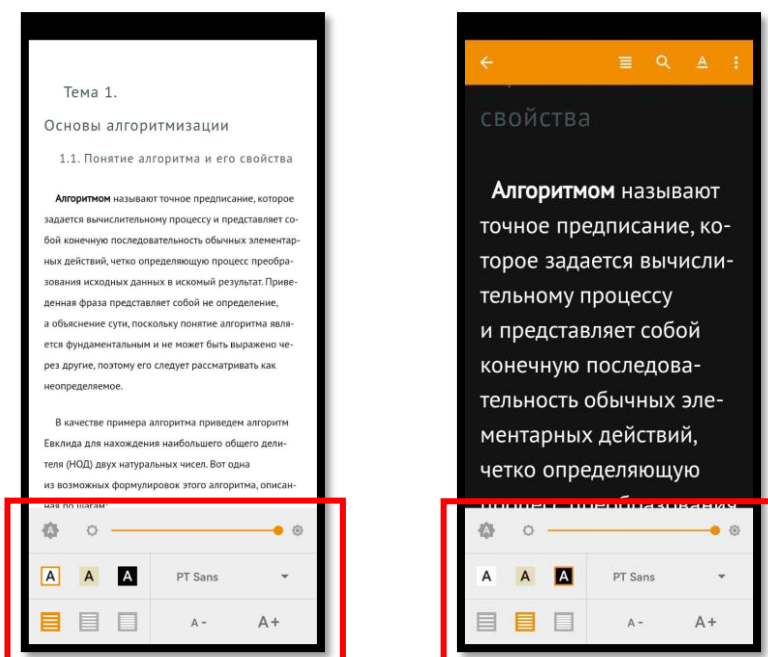 Тема 1.
Основы алгоритмизации
1.1. Понятие алгоритма и его свойства
Алгоритмом называют точное предписание, которое
задается вычислительному процессу и представляет со-
бой конечную последовательность обычных элементар-
ных действий, четко определяющую процесс преобра-
зования исходных данных в искомый результат. Приве-
денная фраза представляет собой не определение,
а объяснение сути, поскольку понятие алгоритма явля-
ется фундаментальным и не может быть выражено че-
рез другие, поэтому его следует рассматривать как
неопределяемое.
В качестве примера алгоритма приведем алгоритм
Евклида для нахождения наибольшего общего дели-
теля (НОД) двух натуральных чисел. Вот одна
из возможных формулировок этого алгоритма, описан-
ная по шагам:
A
A A A PT Sans
A - A+
A
свойства
Алгоритмом называют
точное предписание, ко-
торое задается вычисли-
тельному процессу
и представляет собой
конечную последова-
тельность обычных эле-
ментарных действий,
четко определяющую
процесс преобразования
A
A A A PT Sans
A - A+